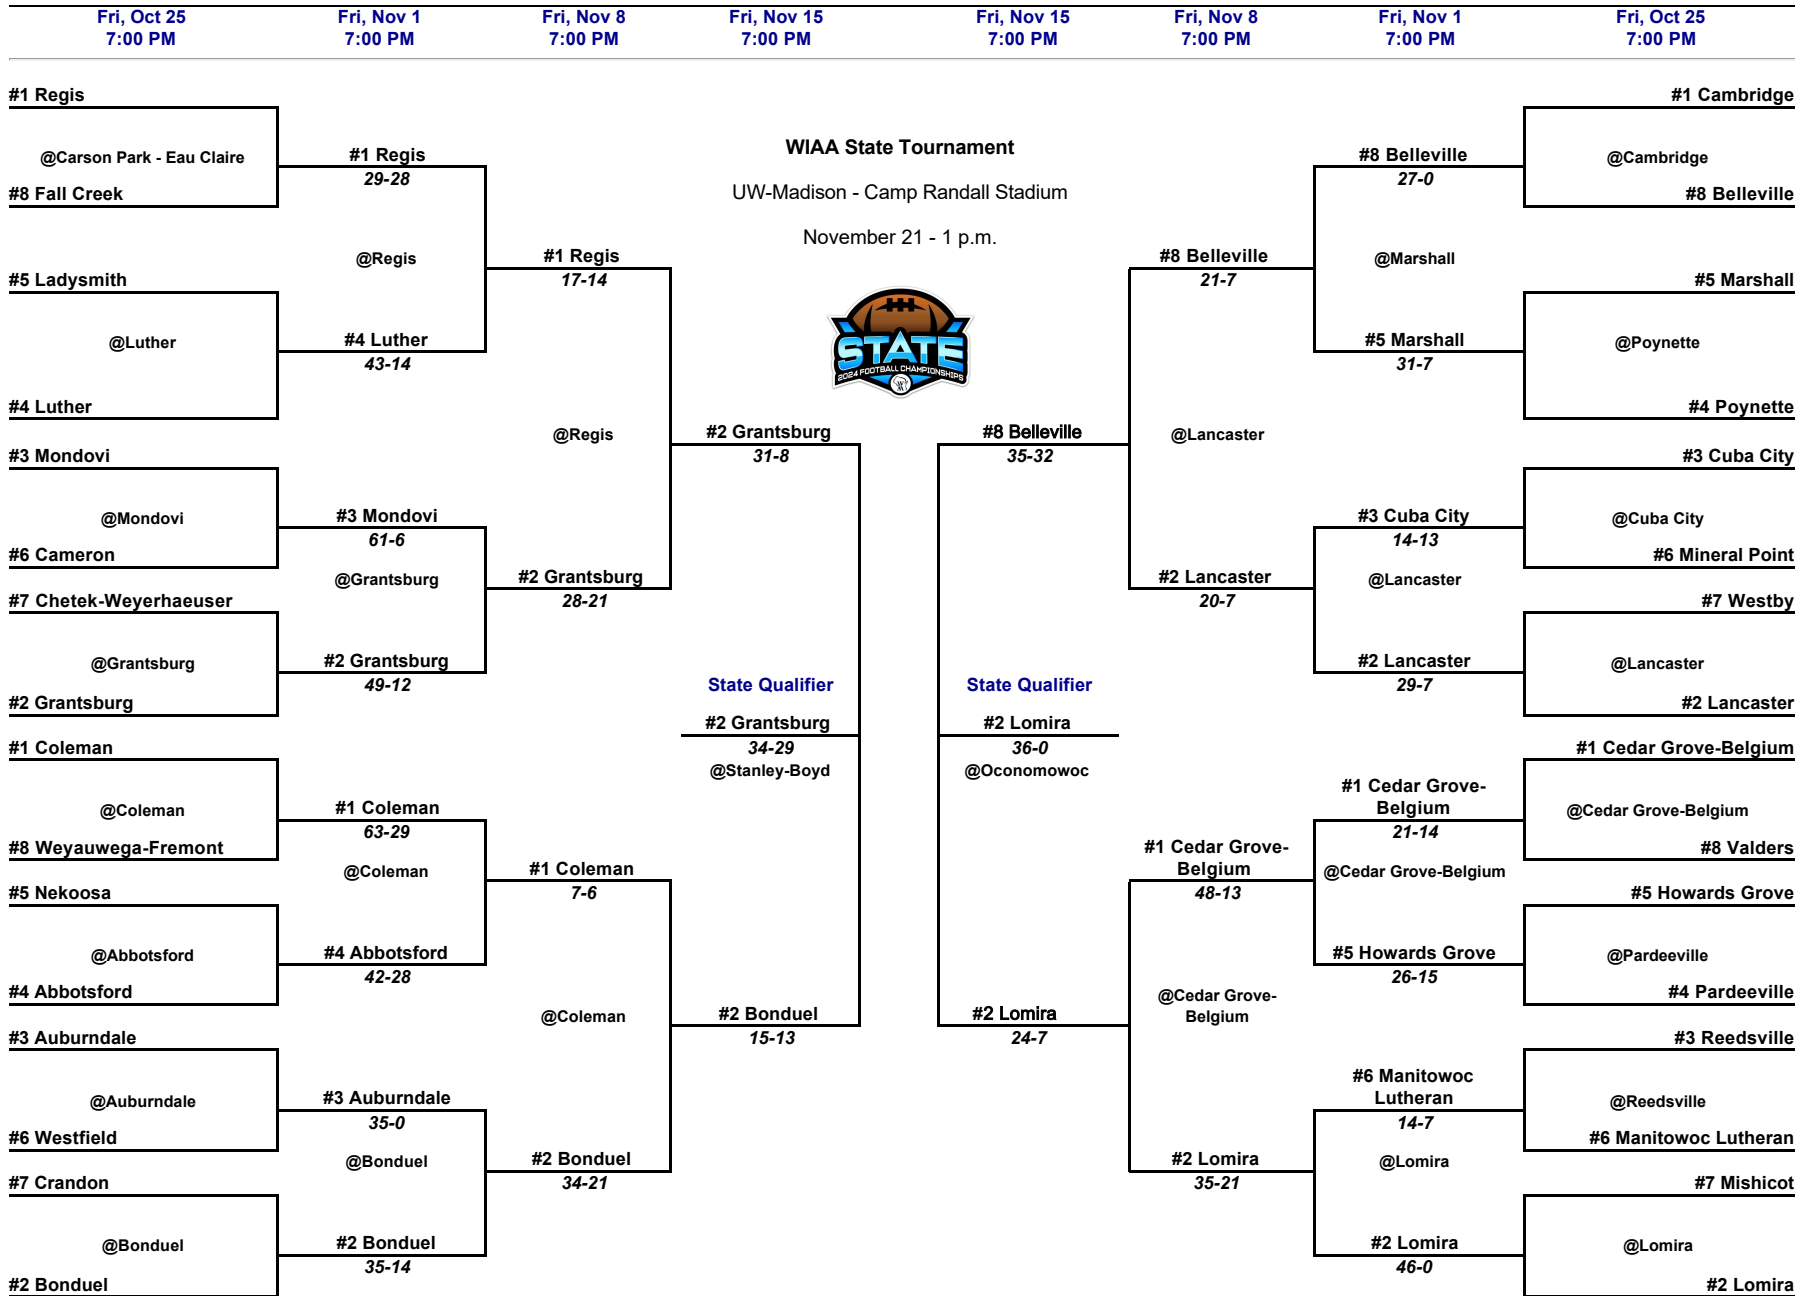 Fri, Oct 25
7:00 PM
Fri, Nov 1
7:00 PM
Fri, Nov 8
7:00 PM
Fri, Nov 15
7:00 PM
Fri, Nov 15
7:00 PM
Fri, Nov 8
7:00 PM
Fri, Nov 1
7:00 PM
Fri, Oct 25
7:00 PM
#1 Regis
@Carson Park - Eau Claire
#8 Fall Creek
#5 Ladysmith
@Luther
#4 Luther
#3 Mondovi
@Mondovi
#6 Cameron
#7 Chetek-Weyerhaeuser
@Grantsburg
#2 Grantsburg
#1 Coleman
@Coleman
#8 Weyauwega-Fremont
#5 Nekoosa
@Abbotsford
#4 Abbotsford
#3 Auburndale
@Auburndale
#6 Westfield
#7 Crandon
@Bonduel
#2 Bonduel
#1 Regis
29-28
@Regis
#4 Luther
43-14
#3 Mondovi
61-6
@Grantsburg
#2 Grantsburg
49-12
#1 Coleman
63-29
@Coleman
#4 Abbotsford
42-28
#3 Auburndale
35-0
@Bonduel
#2 Bonduel
35-14
#1 Regis
17-14
@Regis
#2 Grantsburg
28-21
#1 Coleman
7-6
@Coleman
#2 Bonduel
34-21
WIAA State Tournament
UW-Madison - Camp Randall Stadium
November 21 - 1 p.m.
STATE
2024 FOOTBALL CHAMPIONSHIPS
#2 Grantsburg
31-8
State Qualifier
#2 Grantsburg
34-29
@Stanley-Boyd
#2 Bonduel
15-13
#8 Belleville
35-32
State Qualifier
#2 Lomira
36-0
@Oconomowoc
#2 Lomira
24-7
#8 Belleville
21-7
@Lancaster
#2 Lancaster
20-7
#1 Cedar Grove-
Belgium
48-13
@Cedar Grove-
Belgium
#2 Lomira
35-21
#8 Belleville
27-0
@Marshall
#5 Marshall
31-7
#3 Cuba City
14-13
@Lancaster
#2 Lancaster
29-7
#1 Cedar Grove-
Belgium
21-14
@Cedar Grove-Belgium
#5 Howards Grove
26-15
#6 Manitowoc
Lutheran
14-7
@Lomira
#2 Lomira
46-0
#1 Cambridge
@Cambridge
#8 Belleville
#5 Marshall
@Poynette
#4 Poynette
#3 Cuba City
@Cuba City
#6 Mineral Point
#7 Westby
@Lancaster
#2 Lancaster
#1 Cedar Grove-Belgium
@Cedar Grove-Belgium
#8 Valders
#5 Howards Grove
@Pardeeville
#4 Pardeeville
#3 Reedsville
@Reedsville
#6 Manitowoc Lutheran
#7 Mishicot
@Lomira
#2 Lomira